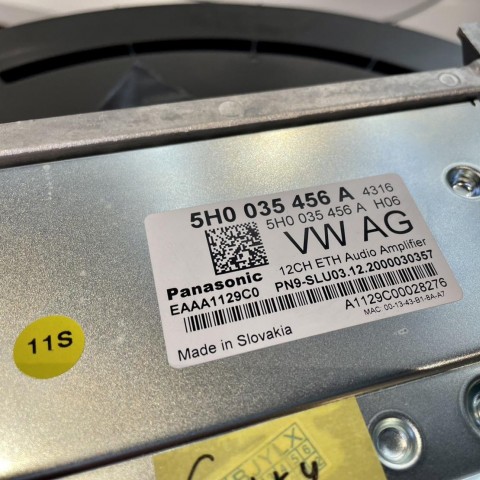 5H0 035 456 A 4316
5H0 035 456 A H06
VW AG
12CH ETH Audio Amplifier
Panasonic
PN9-SLU03.12.2000030357
EAAA1129C0
A1129C00028276
MAC 00-13-43-B1-8A-A7
Made in Slovakia
11S